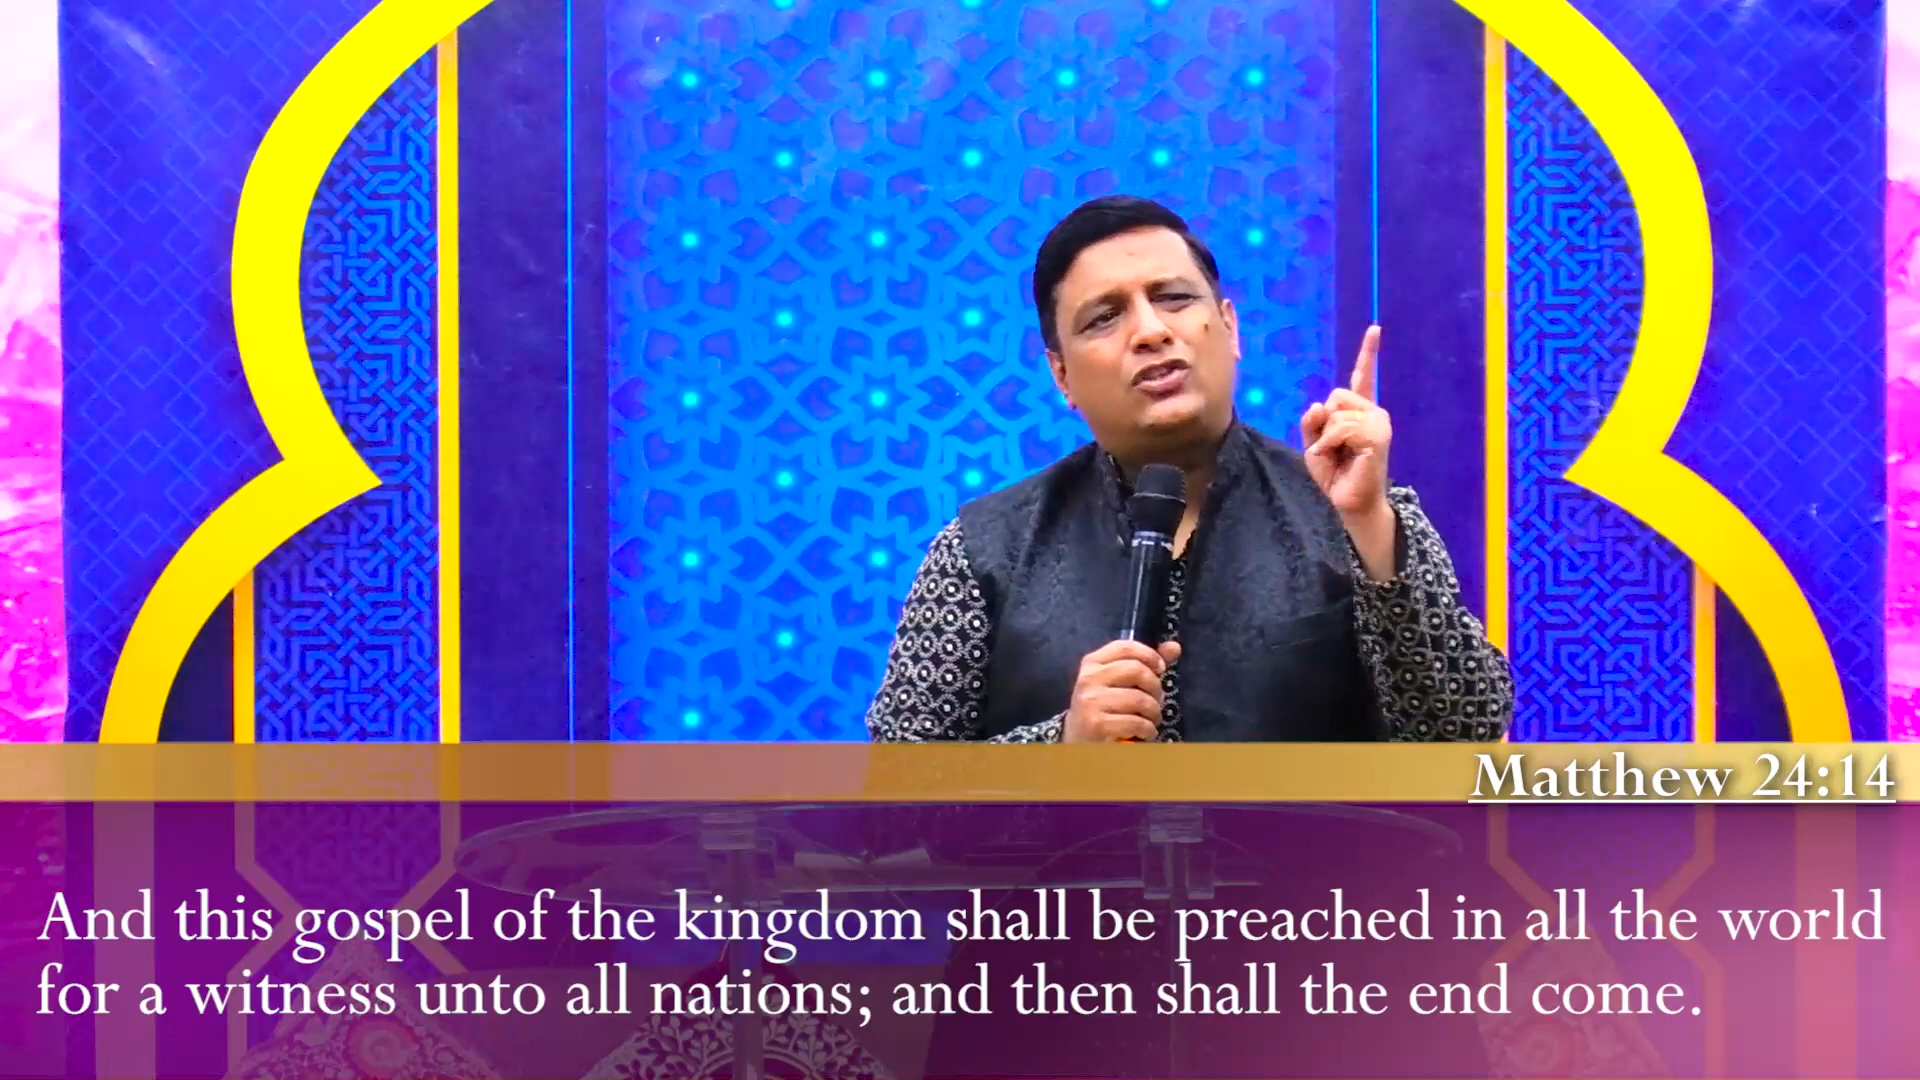 Matthew 24:14
And this gospel of the kingdom shall be preached in all the world
for a witness unto all nations; and then shall the end come.